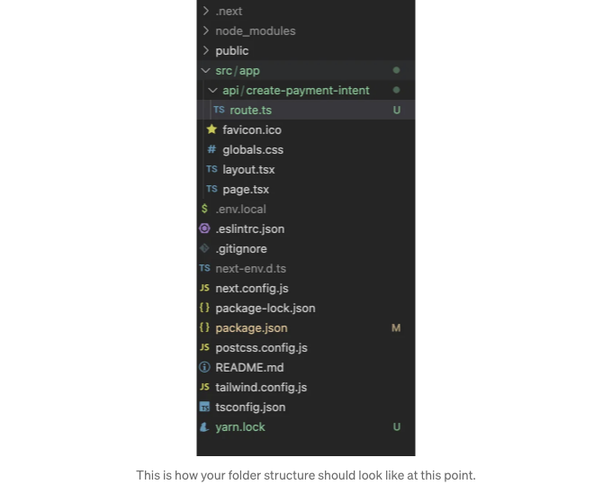 .next
node_modules
public
src/app
api/create-payment-intent
TS route.ts U
favicon.ico
# globals.css
TS layout.tsx
TS page.tsx
$ .env.local
.eslintrc.json
.gitignore
TS next-env.d.ts
JS next.config.js
{} package-lock.json
{} package.json M
JS postcss.config.js
README.md
JS tailwind.config.js
TS tsconfig.json
yarn.lock U
This is how your folder structure should look like at this point.